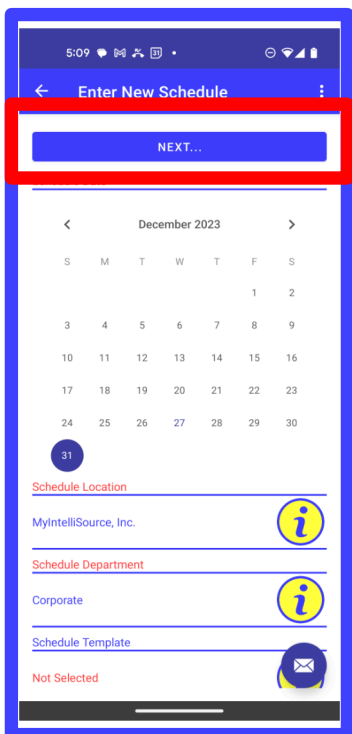 5:09 31
Enter New Schedule
NEXT...
December 2023
S M T W T F S
1 2
3 4 5 6 7 8 9
10 11 12 13 14 15 16
17 18 19 20 21 22 23
24 25 26 27 28 29 30
31
Schedule Location
MyIntelliSource, Inc.
i
Schedule Department
Corporate
i
Schedule Template
Not Selected